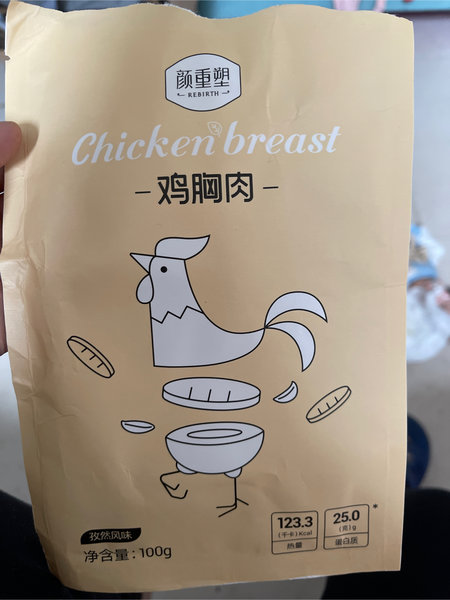 颜重塑
REBIRTH
Chicken breast
鸡胸肉
孜然风味
净含量:100g
123.3
(千卡)Kcal
热量
25.0
(克)g
蛋白质
*